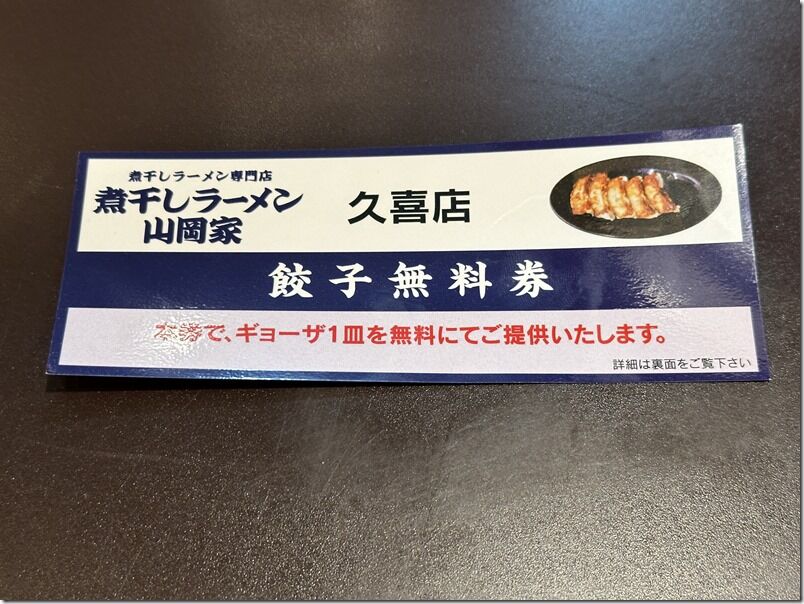 煮干しラーメン専門店
煮干しラーメン
山岡家
久喜店
餃子無料券
本券で、ギョーザ1皿を無料にてご提供いたします。
詳細は裏面をご覧下さい